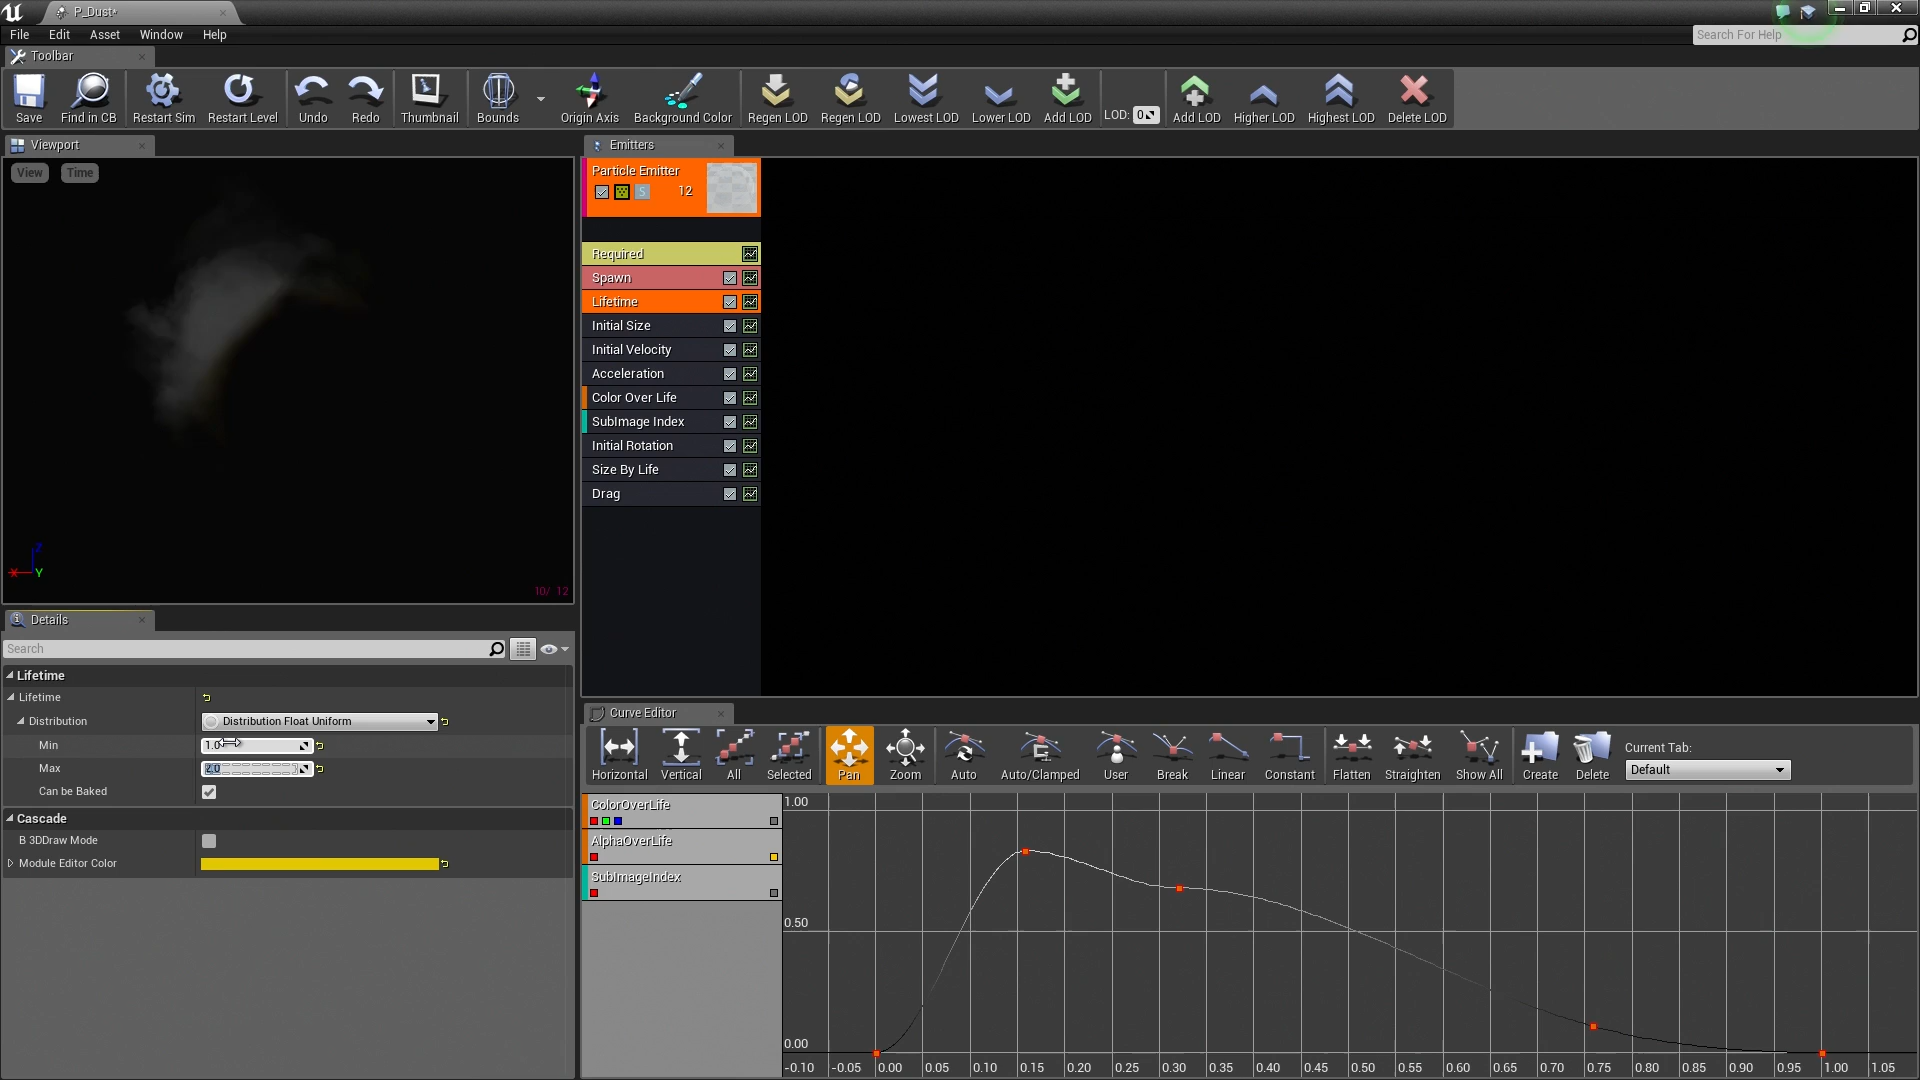 P_Dust*
File Edit Asset Window Help
Search For Help
Toolbar
Save Find in CB Restart Sim Restart Level Undo Redo Thumbnail Bounds Origin Axis Background Color Regen LOD Regen LOD Lowest LOD Lower LOD Add LOD LOD: 0 Add LOD Higher LOD Highest LOD Delete LOD
Viewport
View Time
10/ 12
Emitters
Particle Emitter
S 12
Required
Spawn
Lifetime
Initial Size
Initial Velocity
Acceleration
Color Over Life
SubImage Index
Initial Rotation
Size By Life
Drag
X Z Y
Details
Search
Lifetime
Lifetime
Distribution Distribution Float Uniform
Min 1.0
Max 2.0
Can be Baked
Cascade
B 3DDraw Mode
Module Editor Color
Curve Editor
Horizontal Vertical All Selected Pan Zoom Auto Auto/Clamped User Break Linear Constant Flatten Straighten Show All Create Delete
Current Tab:
Default
ColorOverLife
AlphaOverLife
SubImageIndex
1.00
0.50
0.00
-0.10 -0.05 0.00 0.05 0.10 0.15 0.20 0.25 0.30 0.35 0.40 0.45 0.50 0.55 0.60 0.65 0.70 0.75 0.80 0.85 0.90 0.95 1.00 1.05